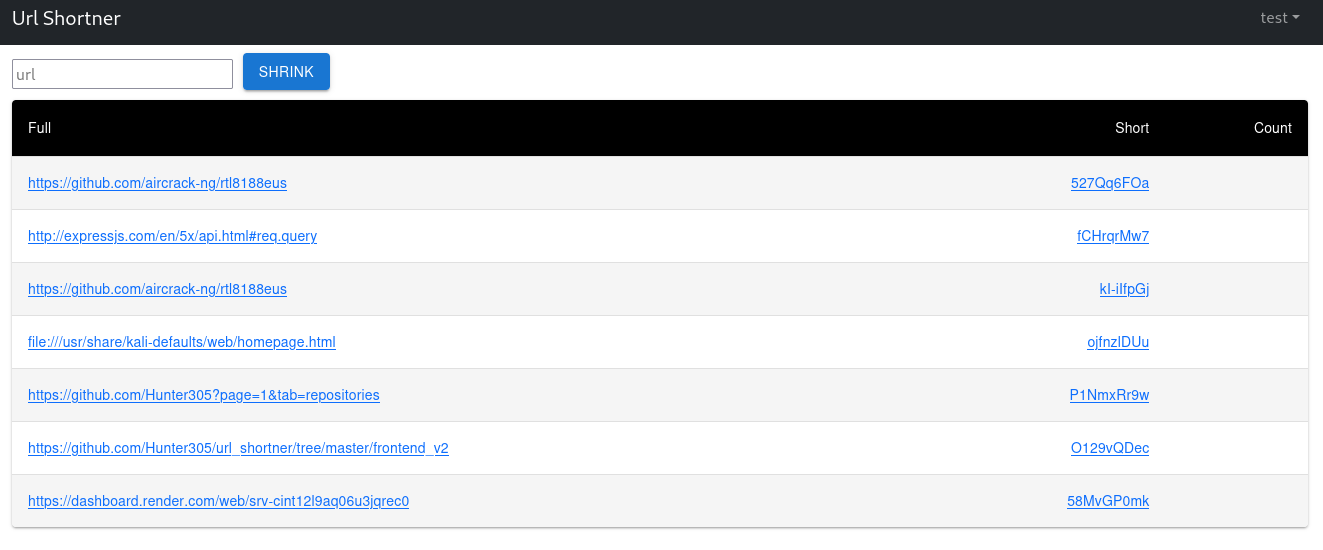 Url Shortner test
url SHRINK
Full Short Count
https://github.com/aircrack-ng/rtl8188eus 527Qq6FOa
http://expressjs.com/en/5x/api.html#req.query fCHrqrMw7
https://github.com/aircrack-ng/rtl8188eus kI-iIfpGj
file:///usr/share/kali-defaults/web/homepage.html ojfnzIDUu
https://github.com/Hunter305?page=1&tab=repositories P1NmxRr9w
https://github.com/Hunter305/url_shortner/tree/master/frontend_v2 O129vQDec
https://dashboard.render.com/web/srv-cint12l9aq06u3jqrec0 58MvGP0mk